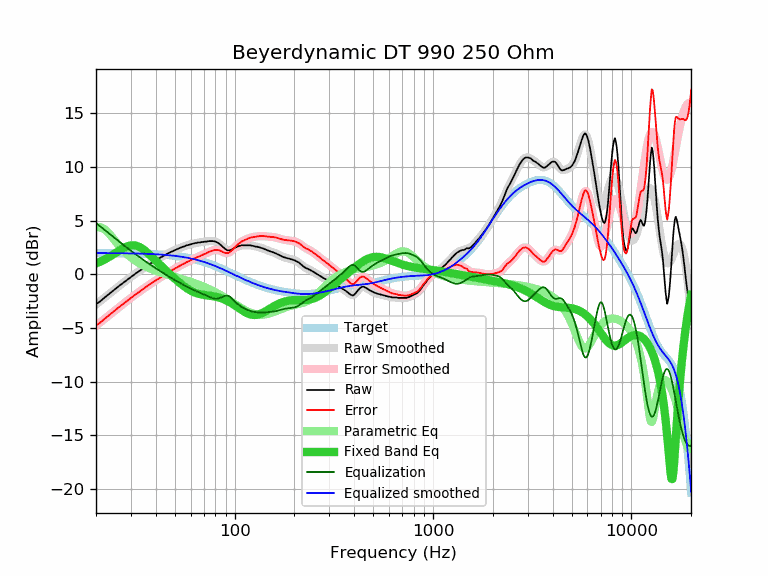 Beyerdynamic DT 990 250 Ohm
15
10
5
0
−5
−10
−15
−20
Amplitude (dBr)
Target
Raw Smoothed
Error Smoothed
Raw
Error
Parametric Eq
Fixed Band Eq
Equalization
Equalized smoothed
100 1000 10000
Frequency (Hz)